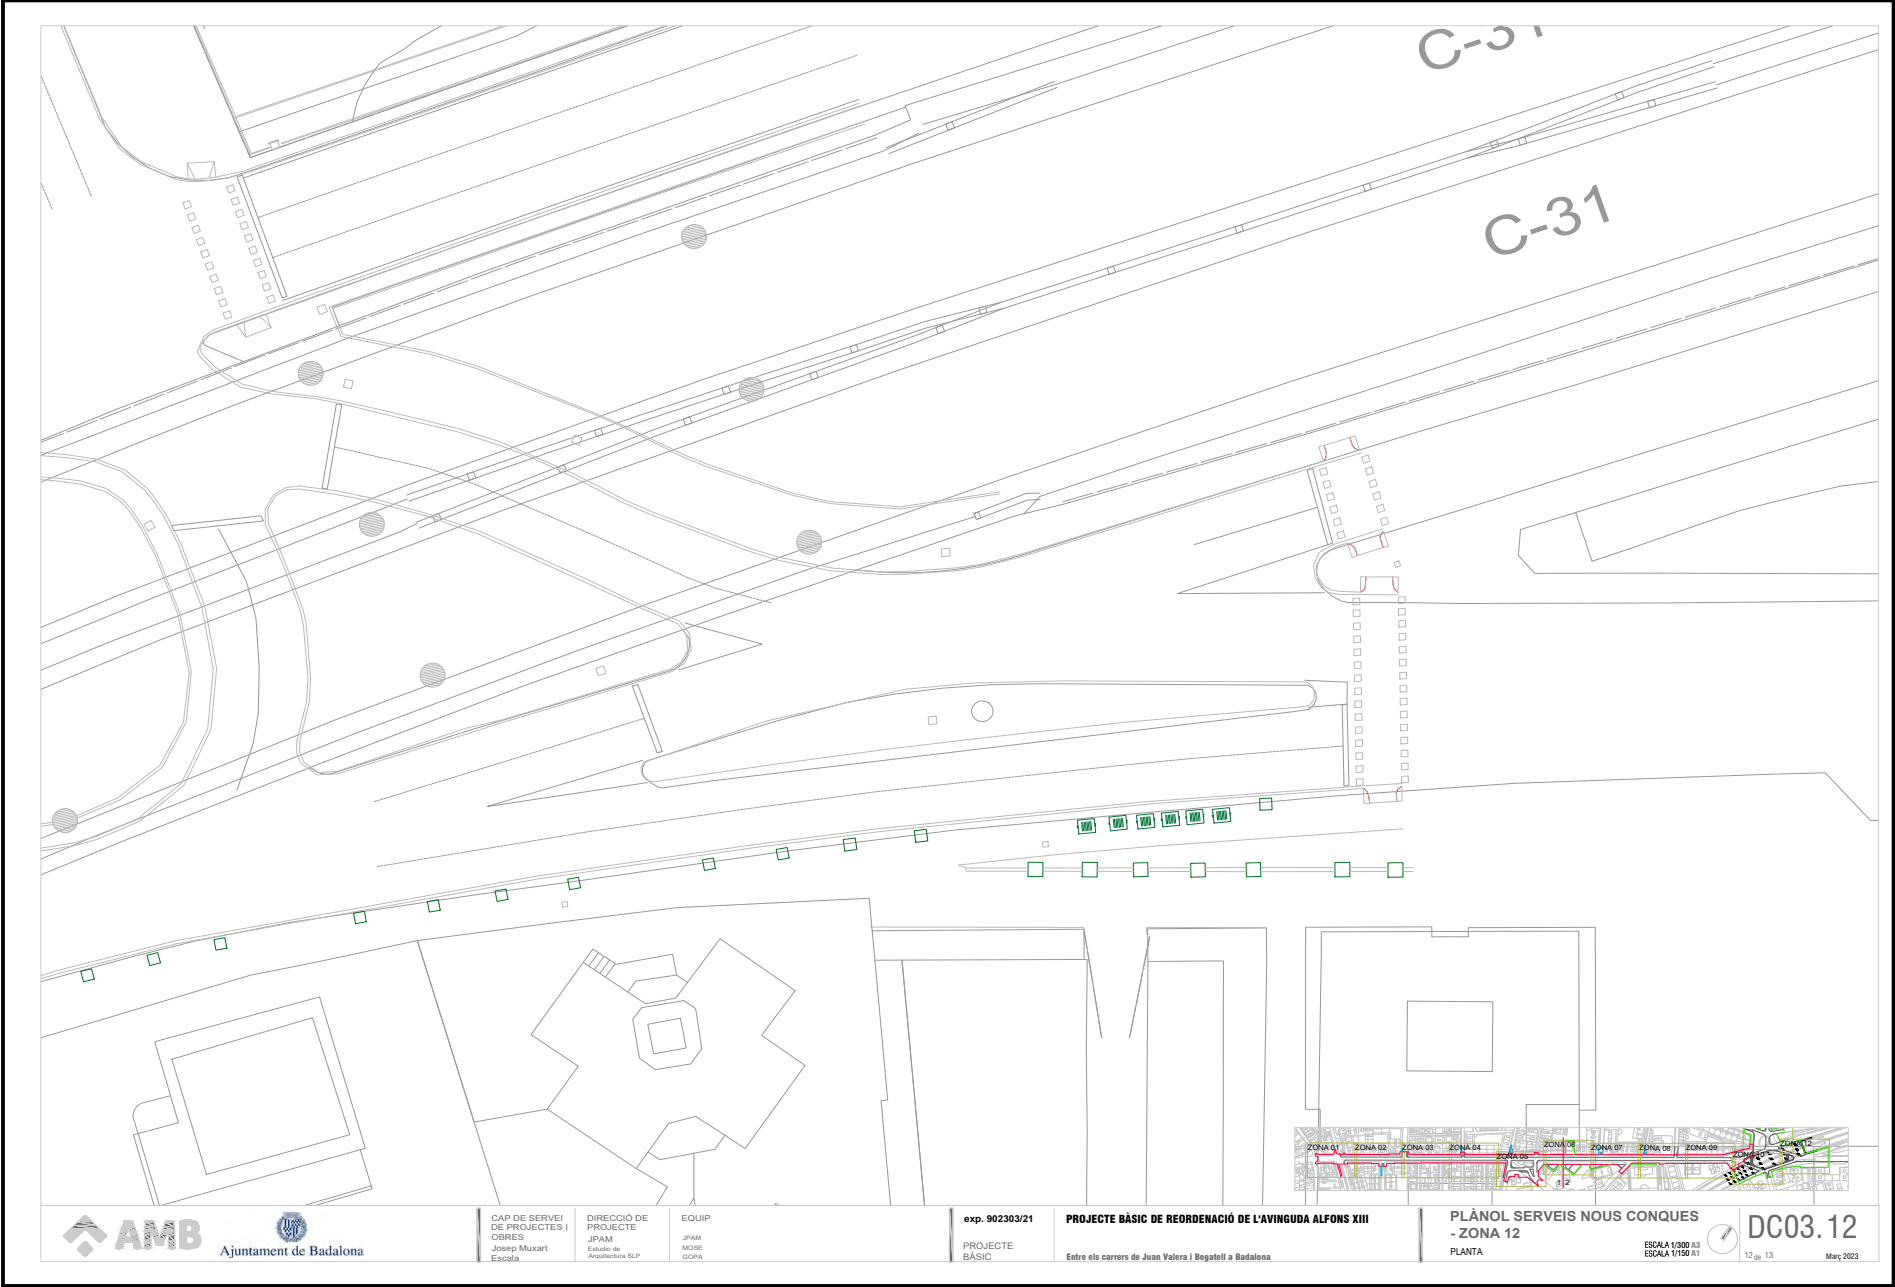 C-31
C-31
ZONA 01
ZONA 02
ZONA 03
ZONA 04
ZONA 05
ZONA 06
ZONA 07
ZONA 08
ZONA 09
ZONA 12
AMB
Ajuntament de Badalona
CAP DE SERVEI
DE PROJECTES I
OBRES
Josep Muxart
Escala
DIRECCIÓ DE
PROJECTE
JPAM
Estudio de
Arquitectura SLP
EQUIP
JPAM
MOSE
GOPA
exp. 902303/21
PROJECTE
BÀSIC
PROJECTE BÀSIC DE REORDENACIÓ DE L'AVINGUDA ALFONS XIII
Entre els carrers de Juan Valera i Bogatell a Badalona
PLÀNOL SERVEIS NOUS CONQUES
- ZONA 12
PLANTA
ESCALA 1/300 A3
ESCALA 1/150 A1
DC03.12
12 de 13
Març 2023